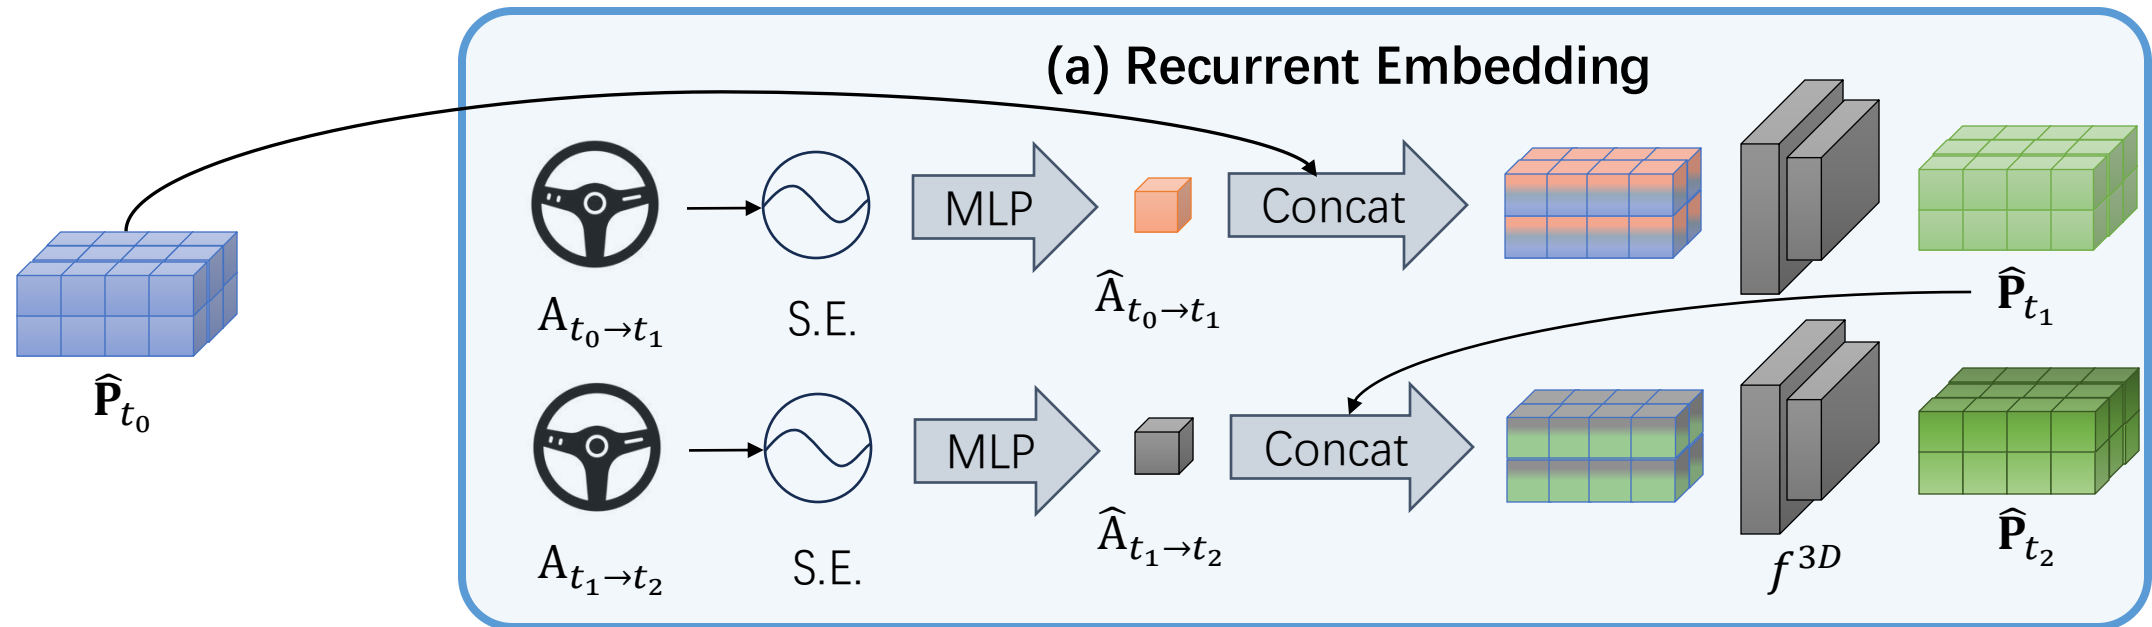 (a) Recurrent Embedding
MLP
Concat
Â_{t_0→t_1}
A_{t_0→t_1}
S.E.
P̂_{t_1}
P̂_{t_0}
MLP
Concat
Â_{t_1→t_2}
A_{t_1→t_2}
S.E.
f^{3D}
P̂_{t_2}